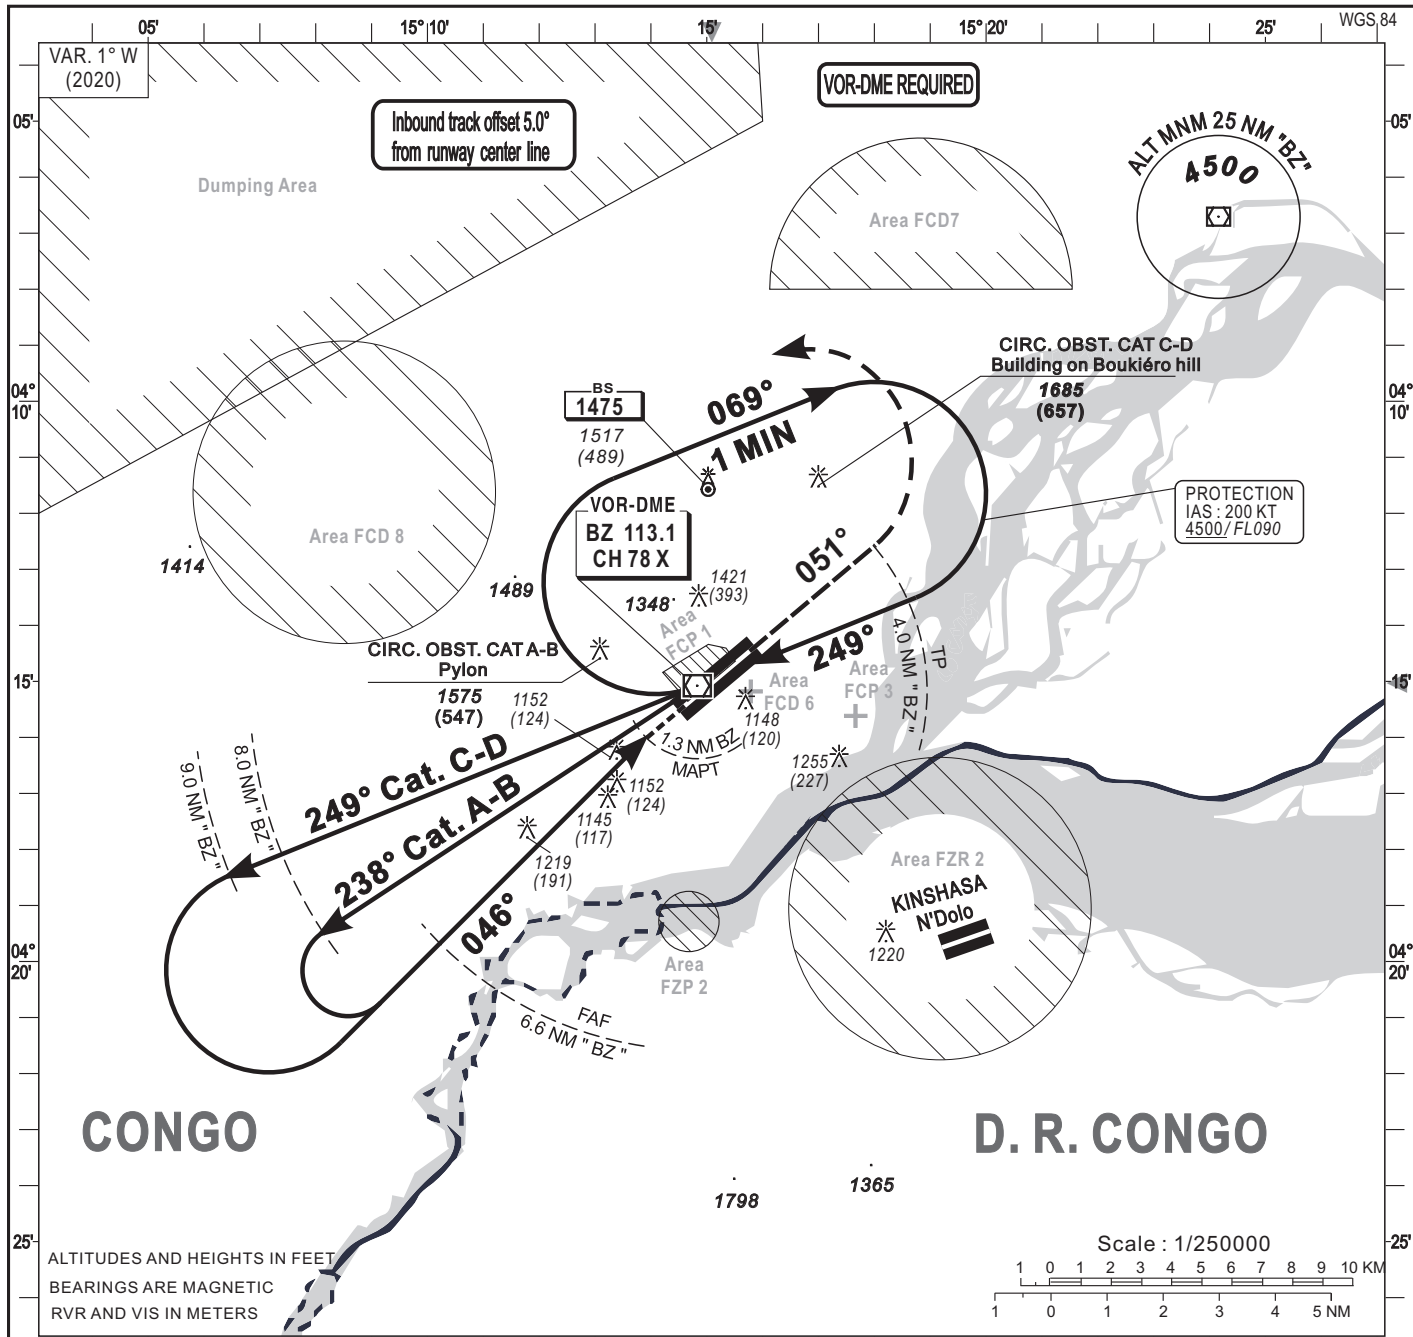 05'
15°10'
15'
15°20'
25'
WGS 84
VAR. 1° W
(2020)
VOR-DME REQUIRED
Inbound track offset 5.0°
from runway center line
05'
05'
ALT MNM 25 NM "BZ"
4500
Dumping Area
Area FCD7
CIRC. OBST. CAT C-D
Building on Boukiéro hill
1685
(657)
BS
1475
1517
(489)
069°
1 MIN
04°
10'
04°
10'
VOR-DME
BZ 113.1
CH 78 X
PROTECTION
IAS : 200 KT
4500/ FL090
Area FCD 8
051°
1414
1489
1348
1421
(393)
Area
FCP 1
249°
4.0 NM " BZ "
TP
CIRC. OBST. CAT A-B
Pylon
1575
(547)
1152
(124)
Area
FCD 6
Area
FCP 3
15'
15'
1148
(120)
1.3 NM BZ
MAPT
1255
(227)
9.0 NM " BZ "
8.0 NM " BZ "
249° Cat. C-D
238° Cat. A-B
1152
(124)
1145
(117)
1219
(191)
046°
Area FZR 2
KINSHASA
N'Dolo
1220
04°
20'
04°
20'
Area
FZP 2
FAF
6.6 NM " BZ "
CONGO
D. R. CONGO
1798
1365
25'
25'
ALTITUDES AND HEIGHTS IN FEET
BEARINGS ARE MAGNETIC
RVR AND VIS IN METERS
Scale : 1/250000
1 0 1 2 3 4 5 6 7 8 9 10 KM
1 0 1 2 3 4 5 NM